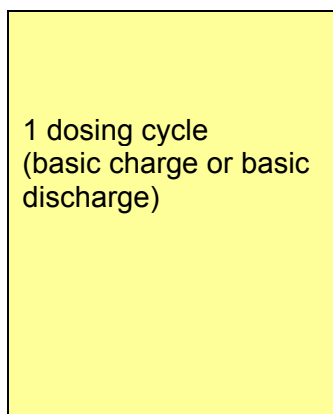 1 dosing cycle
(basic charge or basic
discharge)